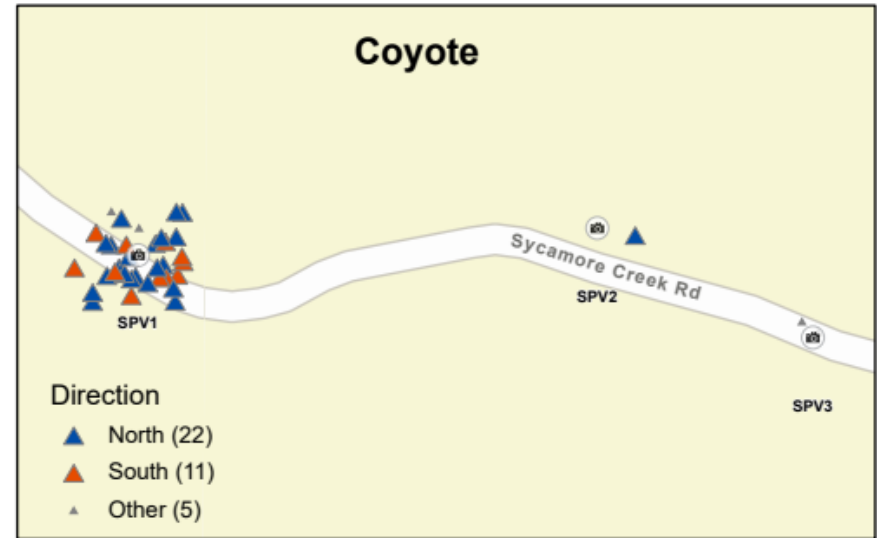 Coyote
Sycamore Creek Rd
SPV1
SPV2
SPV3
Direction
North (22)
South (11)
Other (5)